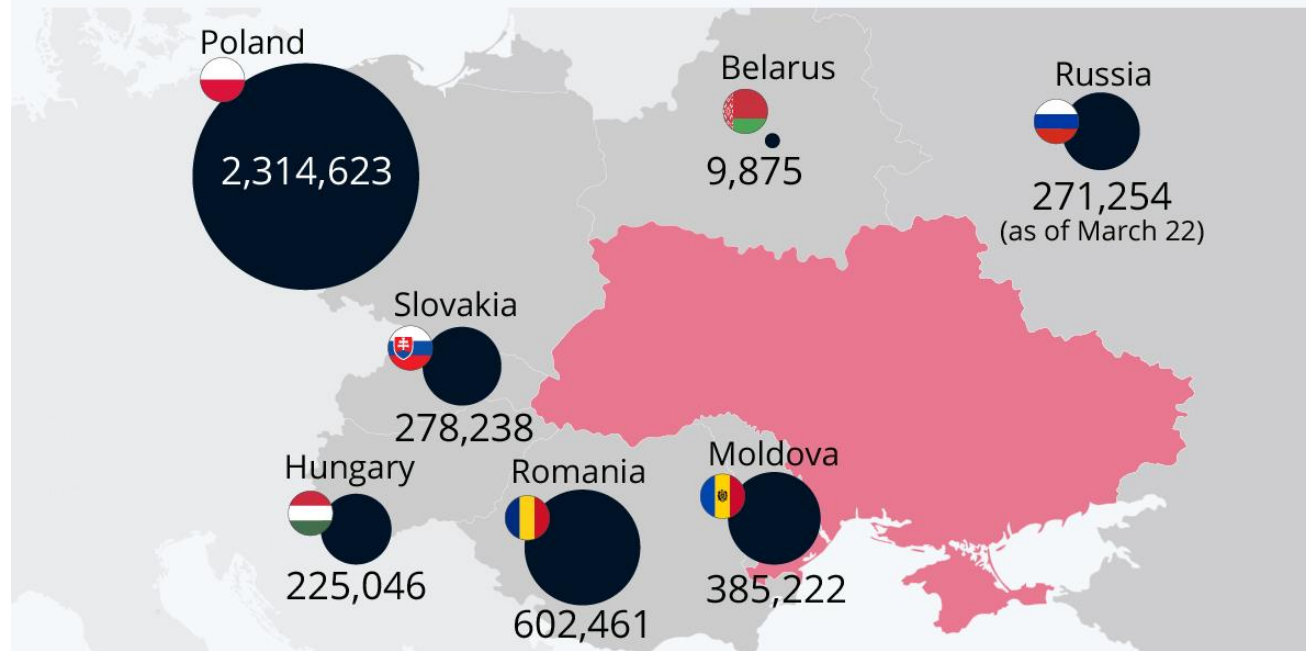 Poland
2,314,623
Belarus
9,875
Russia
271,254
(as of March 22)
Slovakia
278,238
Hungary
225,046
Romania
602,461
Moldova
385,222